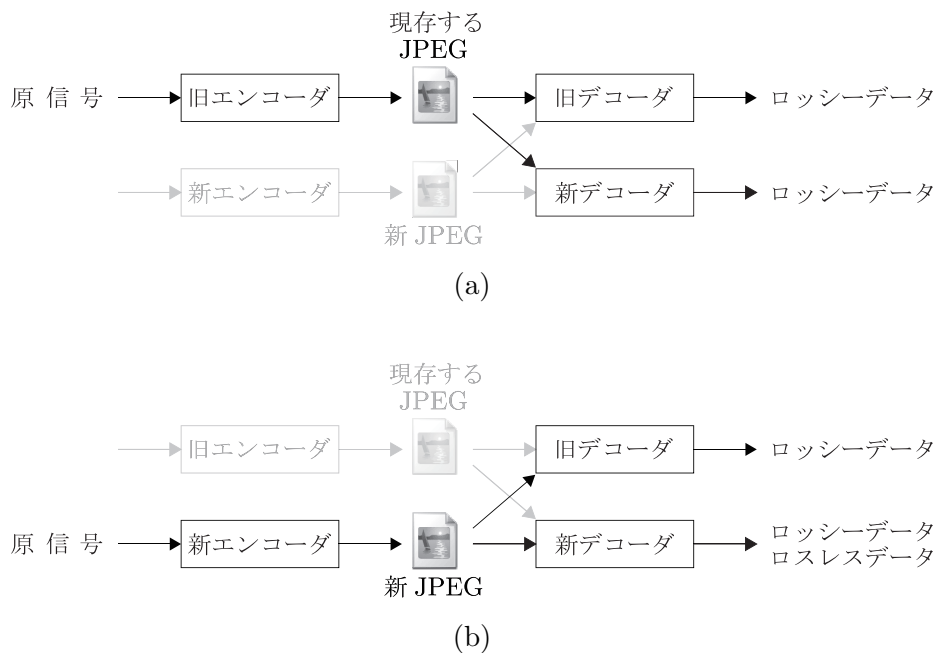 現存する
JPEG
原 信 号
旧エンコーダ
旧デコーダ
ロッシーデータ
新エンコーダ
新デコーダ
ロッシーデータ
新 JPEG
(a)
現存する
JPEG
旧エンコーダ
旧デコーダ
ロッシーデータ
原 信 号
新エンコーダ
新デコーダ
ロッシーデータ
ロスレスデータ
新 JPEG
(b)